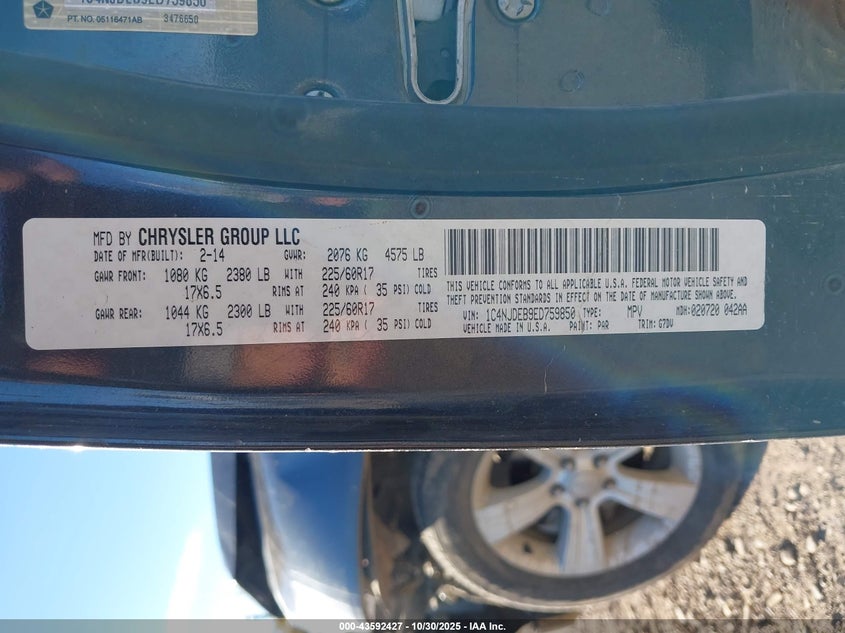 PT. NO. 05116471AB 3476650
MFD BY CHRYSLER GROUP LLC
DATE OF MFR(BUILT): 2-14 GVWR: 2076 KG 4575 LB
GAWR FRONT: 1080 KG 2380 LB WITH 225/60R17 TIRES
17X6.5 RIMS AT 240 KPA ( 35 PSI) COLD
GAWR REAR: 1044 KG 2300 LB WITH 225/60R17 TIRES
17X6.5 RIMS AT 240 KPA ( 35 PSI) COLD
THIS VEHICLE CONFORMS TO ALL APPLICABLE U.S.A. FEDERAL MOTOR VEHICLE SAFETY AND
THEFT PREVENTION STANDARDS IN EFFECT ON THE DATE OF MANUFACTURE SHOWN ABOVE.
VIN: 1C4NJDEB9ED759850 TYPE: MPV MDH: 020720 042AA
VEHICLE MADE IN U.S.A. PAINT: PAR TRIM: G7DV
000-43592427 - 10/30/2025 - IAA Inc.